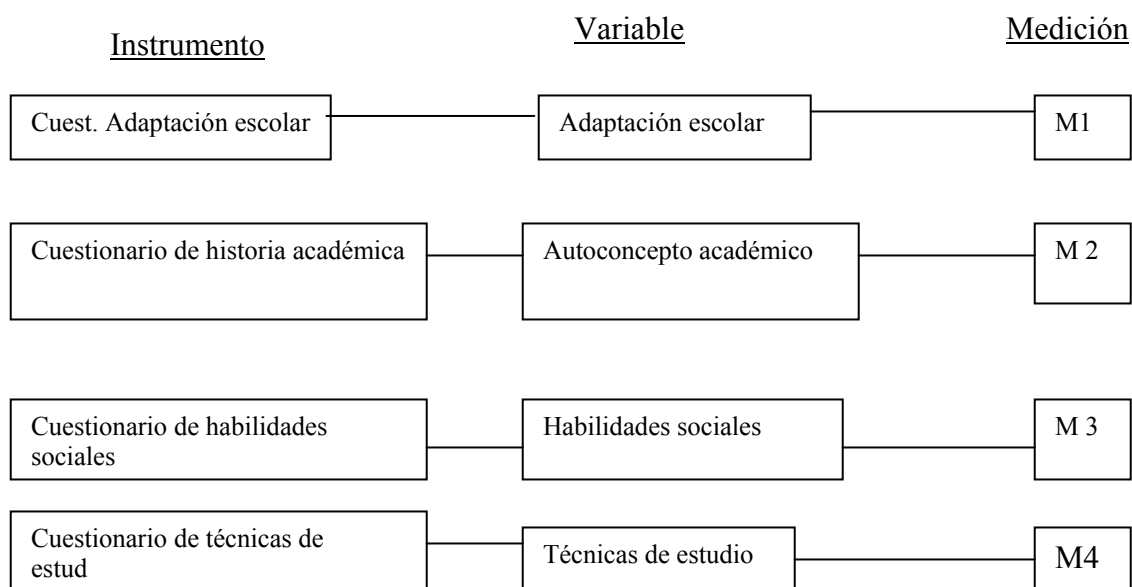 Instrumento
Variable
Medición
Cuest. Adaptación escolar
Adaptación escolar
M1
Cuestionario de historia académica
Autoconcepto académico
M 2
Cuestionario de habilidades
sociales
Habilidades sociales
M 3
Cuestionario de técnicas de
estud
Técnicas de estudio
M4